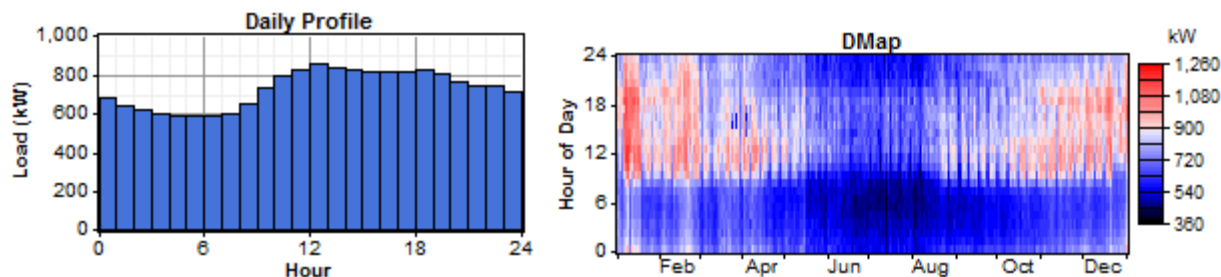 Daily Profile
1,000
800
600
400
200
0
Load (kW)
0 6 12 18 24
Hour
DMap
24
18
12
6
0
Hour of Day
Feb Apr Jun Aug Oct Dec
kW
1,260
1,080
900
720
540
360